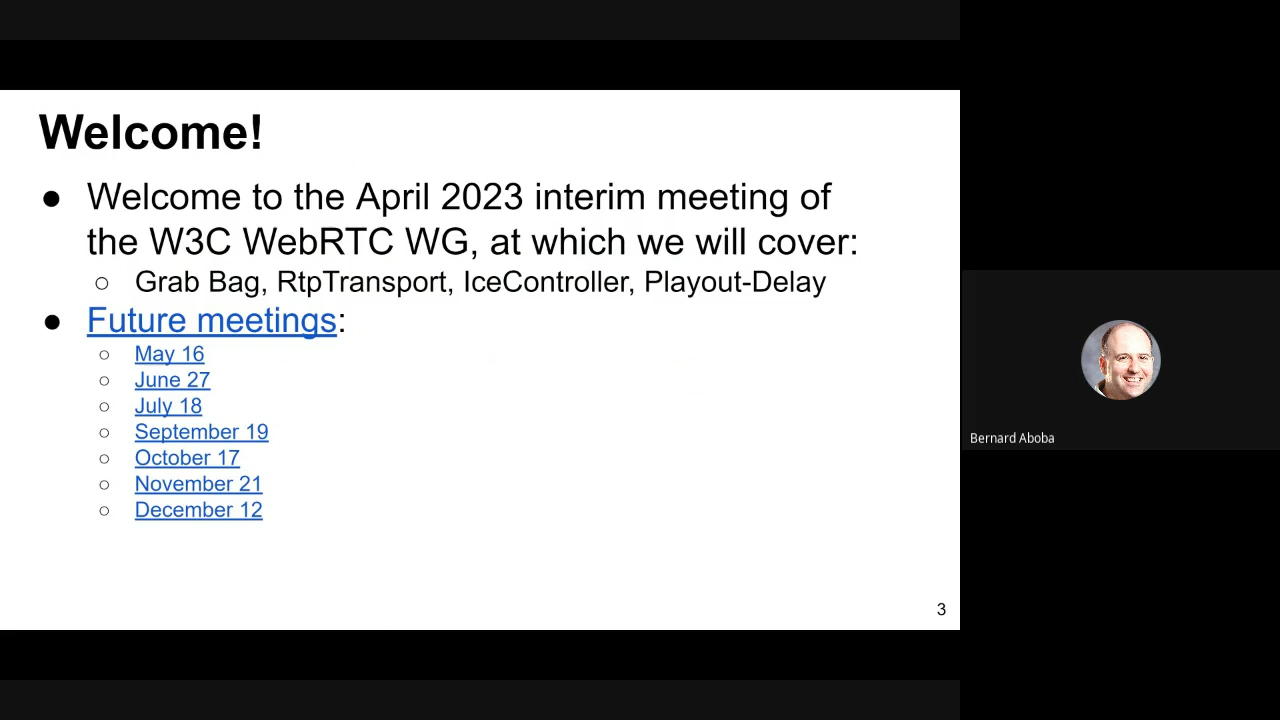 Welcome!
● Welcome to the April 2023 interim meeting of
the W3C WebRTC WG, at which we will cover:
○ Grab Bag, RtpTransport, IceController, Playout-Delay
● Future meetings:
○ May 16
○ June 27
○ July 18
○ September 19
○ October 17
○ November 21
○ December 12
3
Bernard Aboba